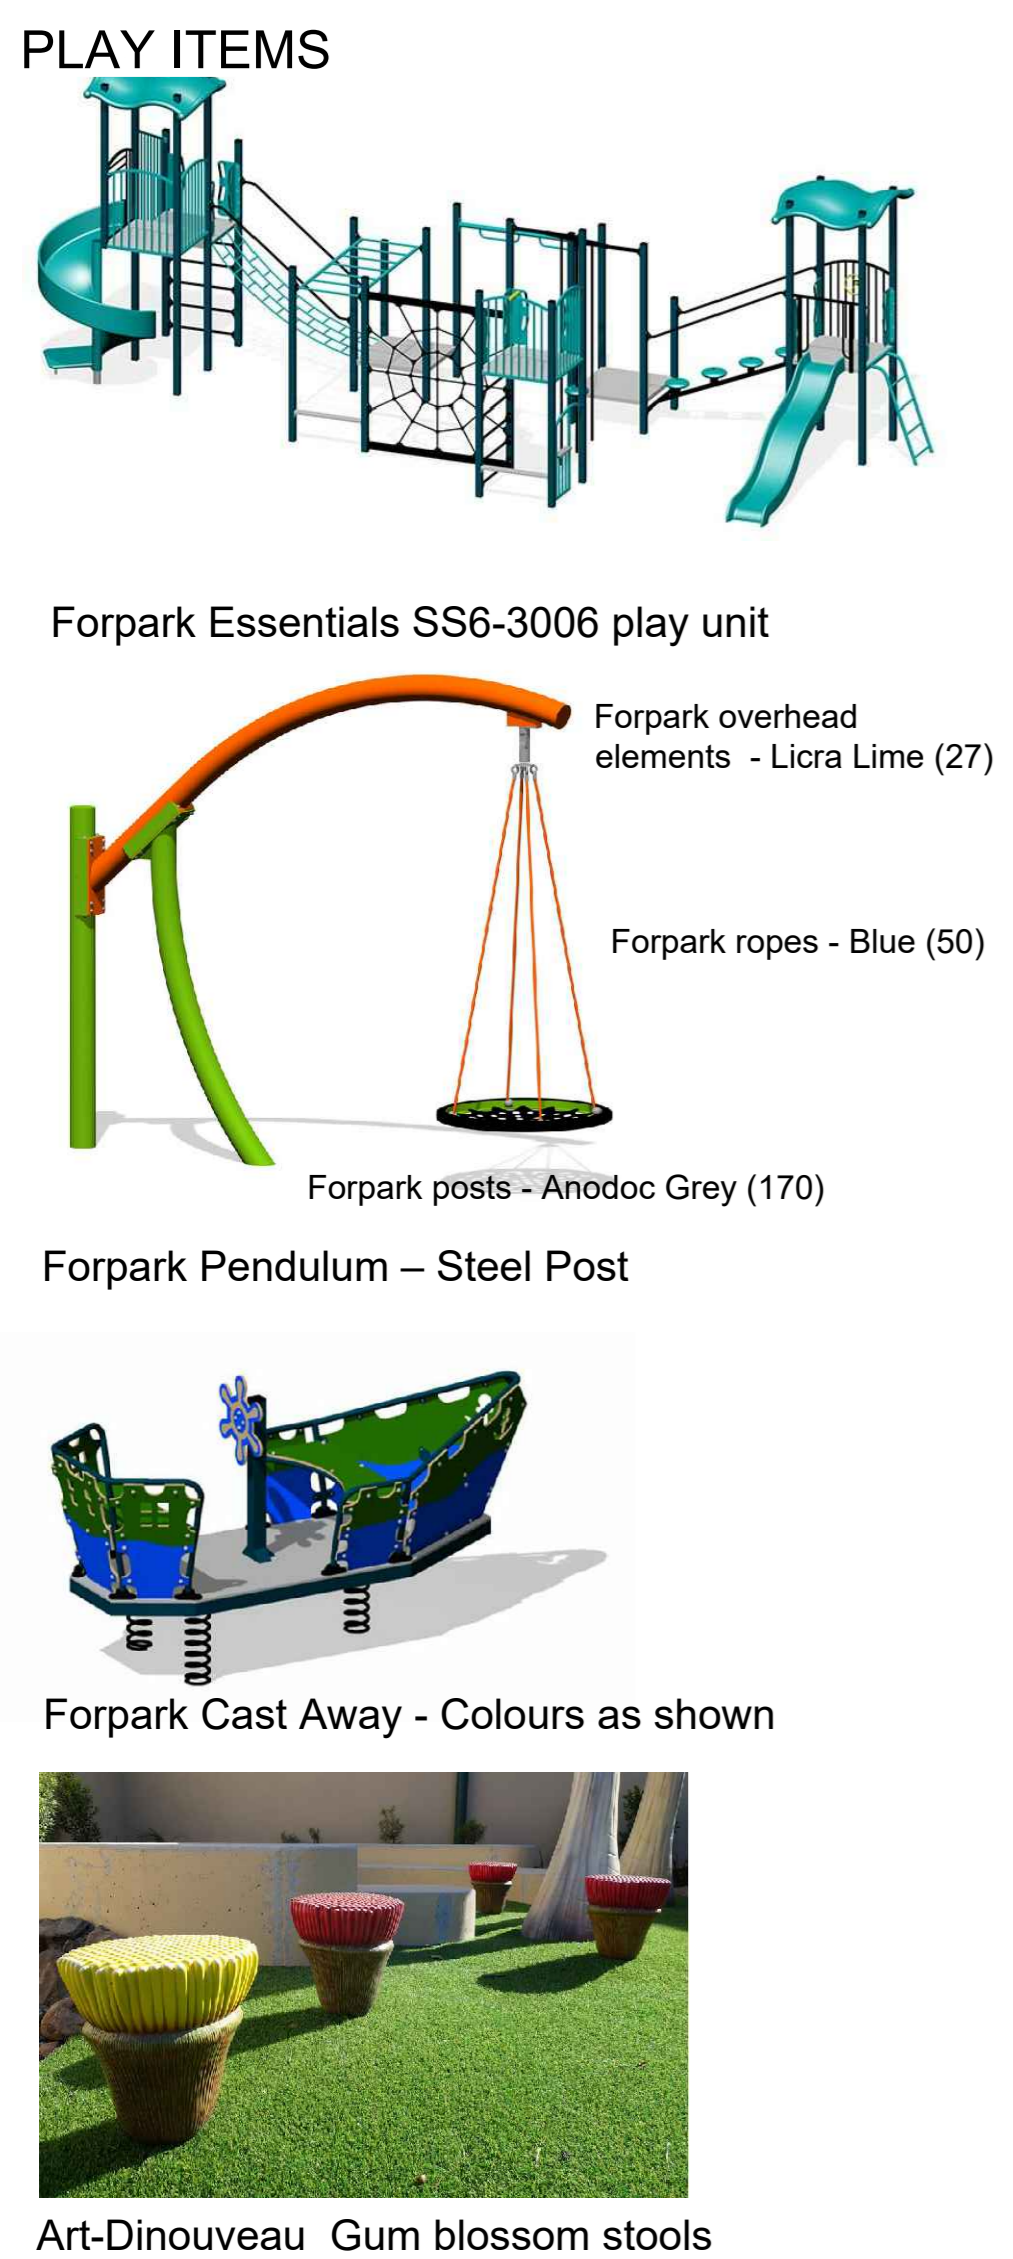 PLAY ITEMS
Forpark Essentials SS6-3006 play unit
Forpark overhead
elements - Licra Lime (27)
Forpark ropes - Blue (50)
Forpark posts - Anodoc Grey (170)
Forpark Pendulum – Steel Post
Forpark Cast Away - Colours as shown
Art-Dinouveau Gum blossom stools